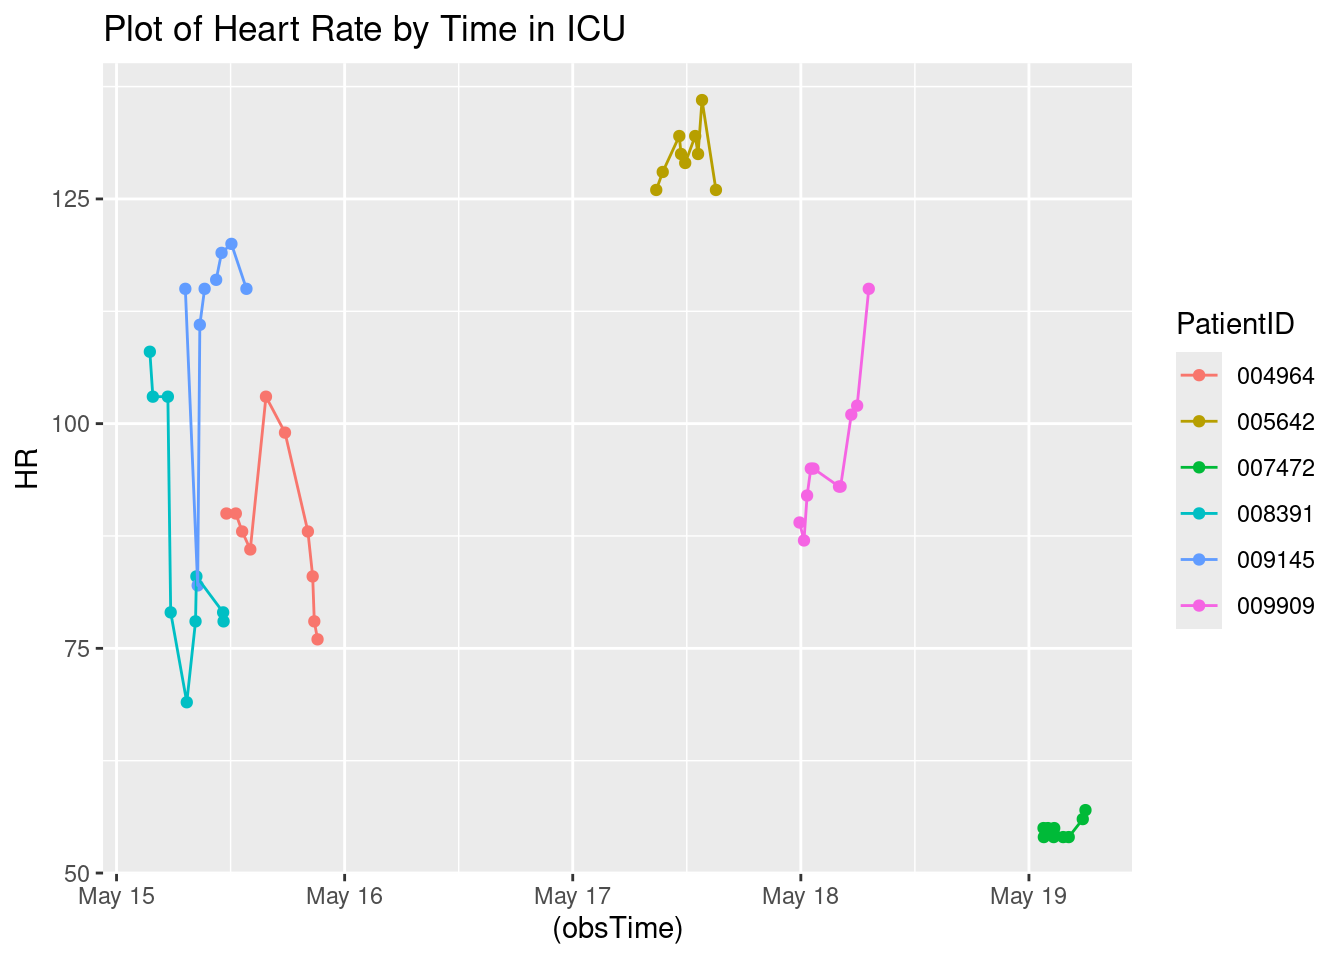 Plot of Heart Rate by Time in ICU
125
100
75
50
HR
May 15
May 16
May 17
May 18
May 19
(obsTime)
PatientID
004964
005642
007472
008391
009145
009909